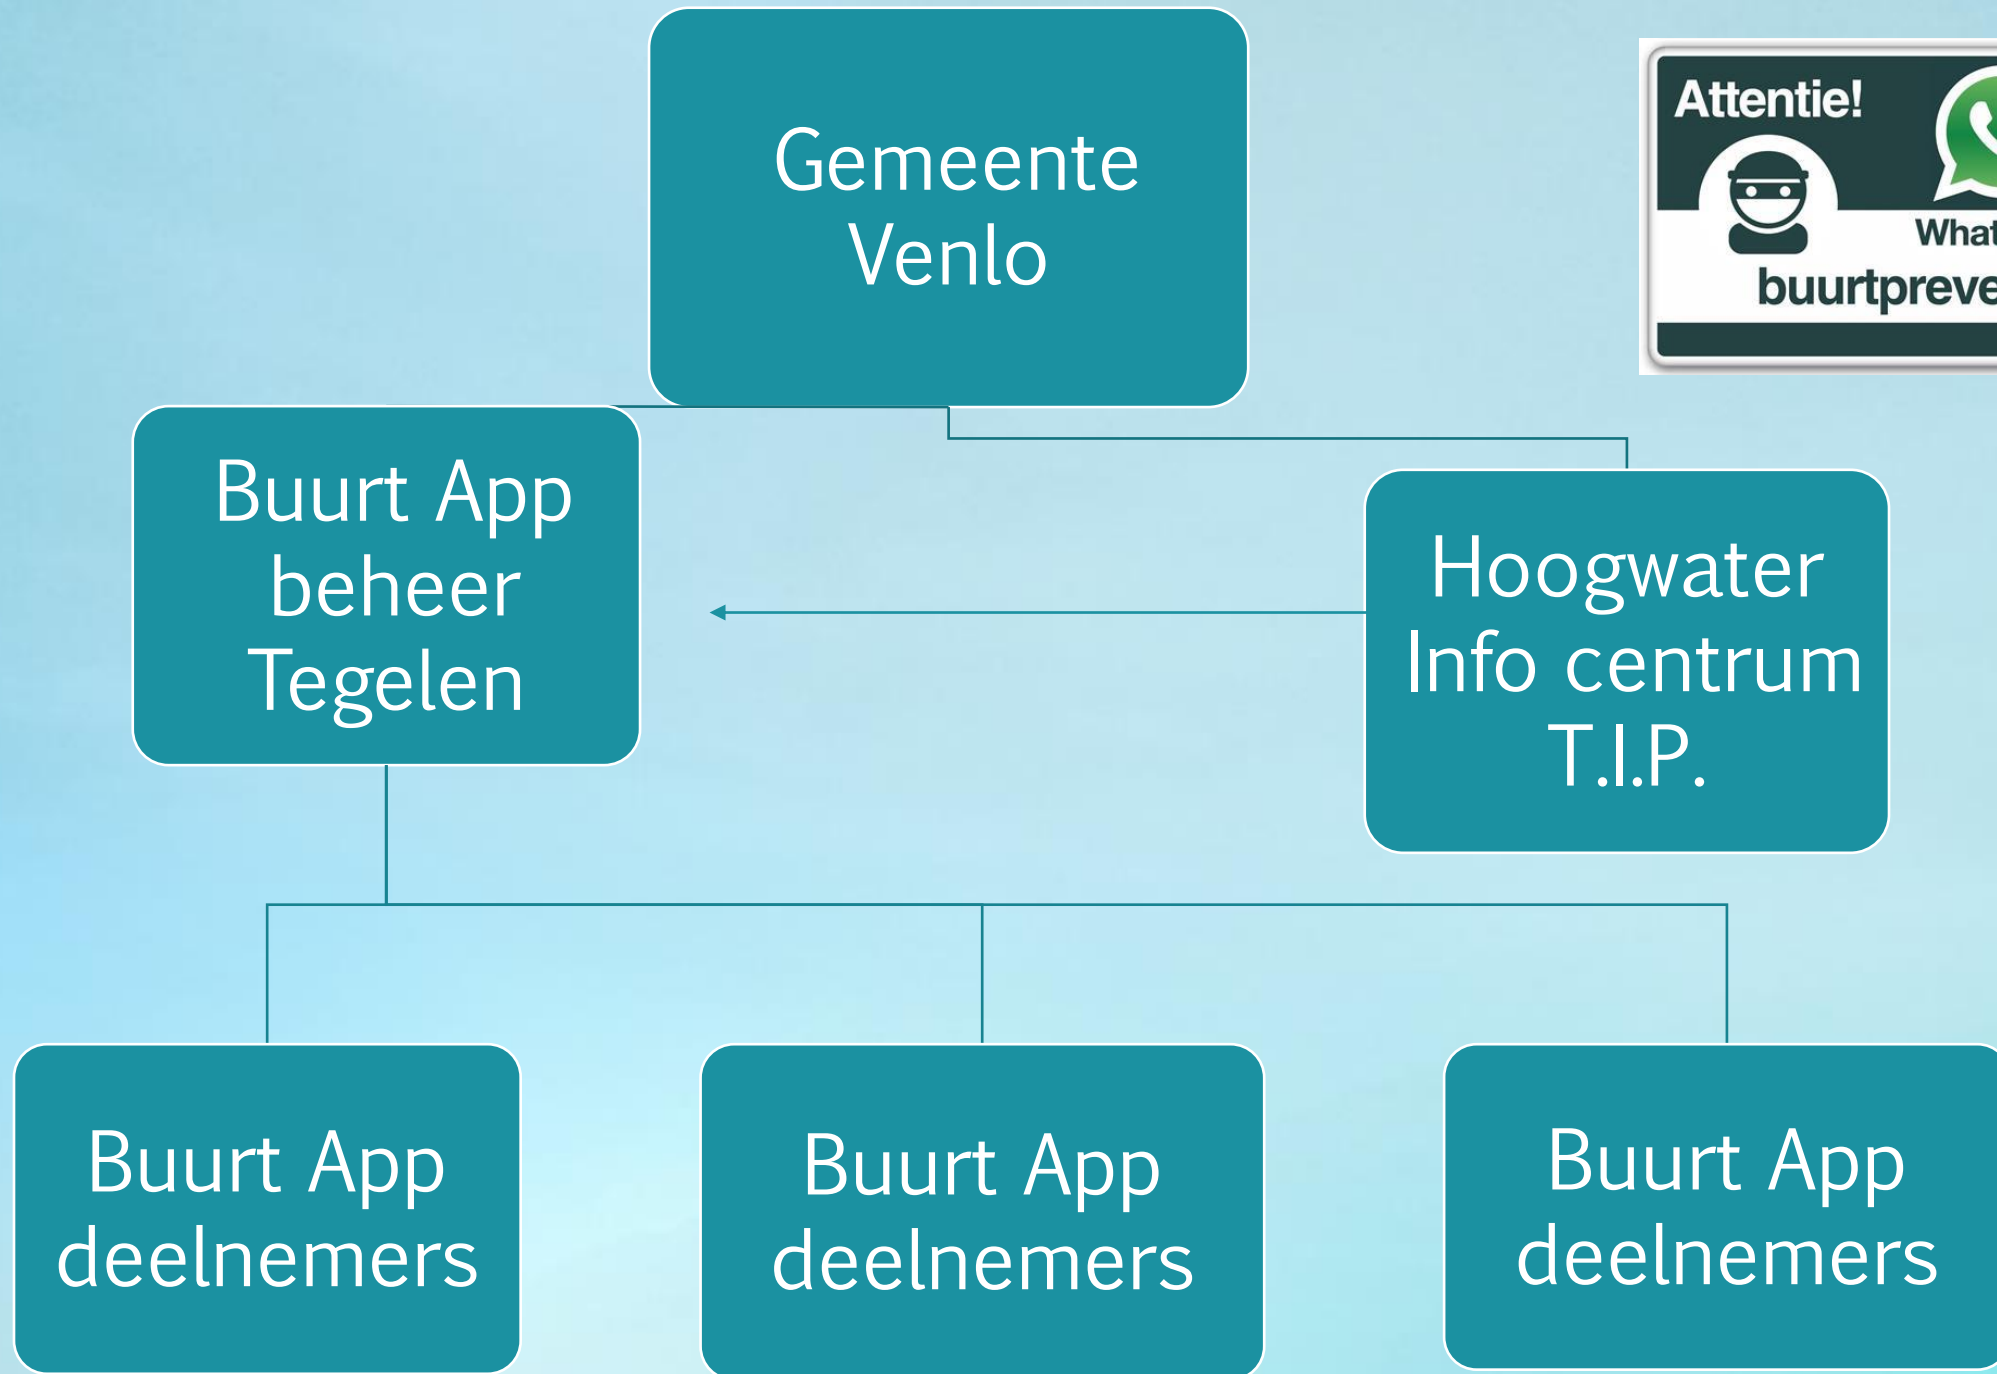 Gemeente
Venlo
Attentie!
Buurt App
beheer
Tegelen
Hoogwater
Info centrum
T.I.P.
Buurt App
deelnemers
Buurt App
deelnemers
Buurt App
deelnemers